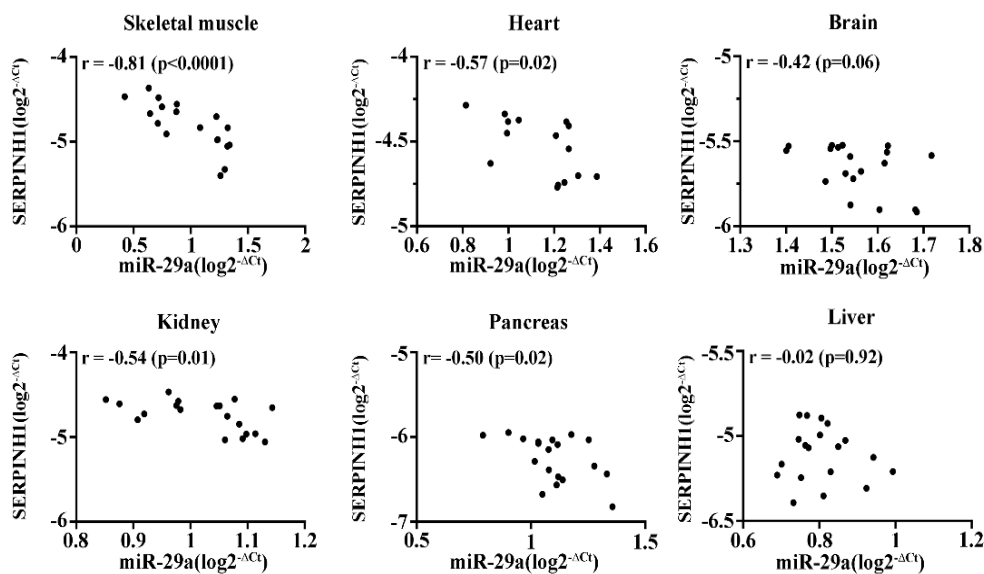 Skeletal muscle
r = -0.81 (p<0.0001)
SERPINH1(log2^-ΔCt)
-4
-5
-6
0 0.5 1 1.5 2
miR-29a(log2^-ΔCt)
Heart
r = -0.57 (p=0.02)
SERPINH1(log2^-ΔCt)
-4
-4.5
-5
0.6 0.8 1 1.2 1.4 1.6
miR-29a(log2^-ΔCt)
Brain
r = -0.42 (p=0.06)
SERPINH1(log2^-ΔCt)
-5
-5.5
-6
1.3 1.4 1.5 1.6 1.7 1.8
miR-29a(log2^-ΔCt)
Kidney
r = -0.54 (p=0.01)
SERPINH1(log2^-ΔCt)
-4
-5
-6
0.8 0.9 1 1.1 1.2
miR-29a(log2^-ΔCt)
Pancreas
r= -0.50 (p=0.02)
SERPINH1(log2^-ΔCt)
-5
-6
-7
0 0.5 1 1.5
miR-29a(log2^-ΔCt)
Liver
r = -0.02 (p=0.92)
SERPINH1(log2^-ΔCt)
-5.5
-5
-6.5
0.6 0.8 1 1.2
miR-29a(log2^-ΔCt)